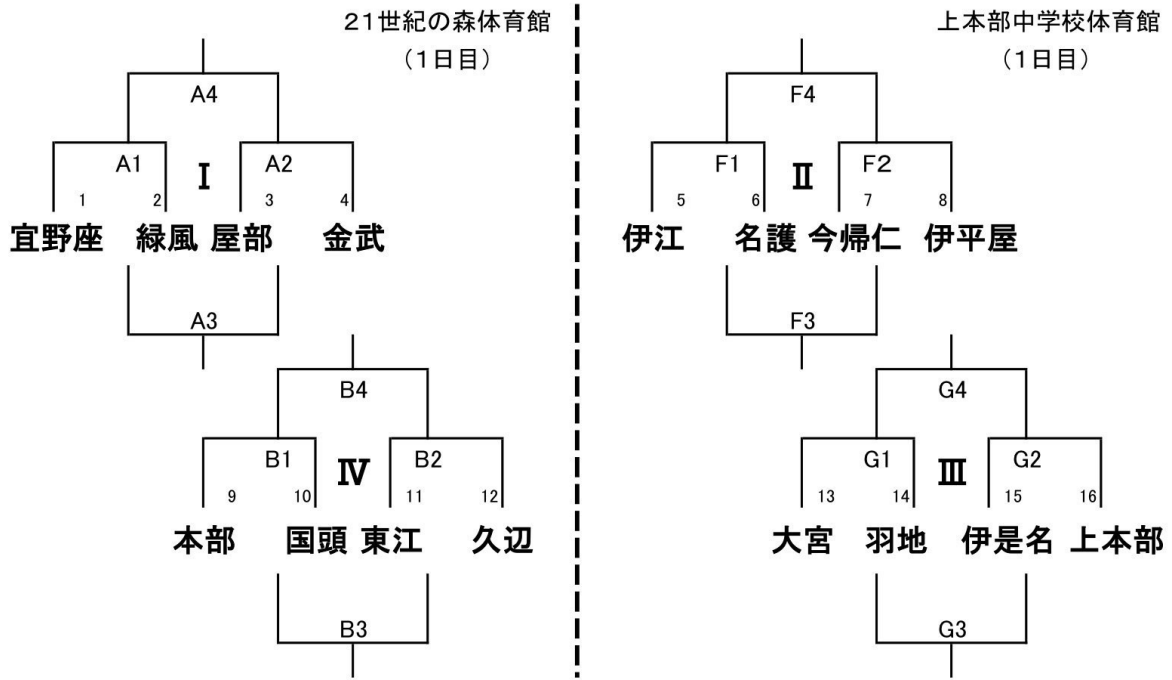 21世紀の森体育館
(1日目)
A4
A1 Ⅰ A2
1 2 3 4
宜野座 緑風 屋部 金武
A3
B4
B1 Ⅳ B2
9 10 11 12
本部 国頭 東江 久辺
B3
上本部中学校体育館
(1日目)
F4
F1 Ⅱ F2
5 6 7 8
伊江 名護 今帰仁 伊平屋
F3
G4
G1 Ⅲ G2
13 14 15 16
大宮 羽地 伊是名 上本部
G3